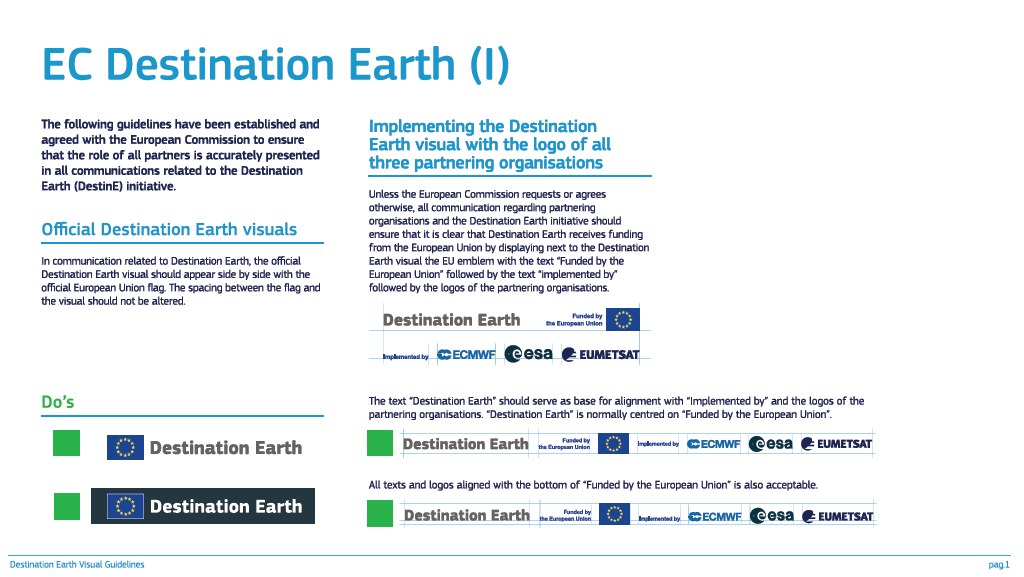 EC Destination Earth (I)
The following guidelines have been established and
agreed with the European Commission to ensure
that the role of all partners is accurately presented
in all communications related to the Destination
Earth (DestinE) initiative.
Official Destination Earth visuals
In communication related to Destination Earth, the official
Destination Earth visual should appear side by side with the
official European Union flag. The spacing between the flag and
the visual should not be altered.
Implementing the Destination
Earth visual with the logo of all
three partnering organisations
Unless the European Commission requests or agrees
otherwise, all communication regarding partnering
organisations and the Destination Earth initiative should
ensure that it is clear that Destination Earth receives funding
from the European Union by displaying next to the Destination
Earth visual the EU emblem with the text “Funded by the
European Union” followed by the text “implemented by”
followed by the logos of the partnering organisations.
Destination Earth
Funded by
the European Union
Implemented by ECMWF esa EUMETSAT
Do's
Destination Earth
Destination Earth
The text “Destination Earth” should serve as base for alignment with “Implemented by” and the logos of the
partnering organisations. “Destination Earth” is normally centred on “Funded by the European Union”.
Destination Earth
Funded by
the European Union
Implemented by ECMWF esa EUMETSAT
All texts and logos aligned with the bottom of “Funded by the European Union” is also acceptable.
Destination Earth
Funded by
the European Union
Implemented by ECMWF esa EUMETSAT
Destination Earth Visual Guidelines
pag.1